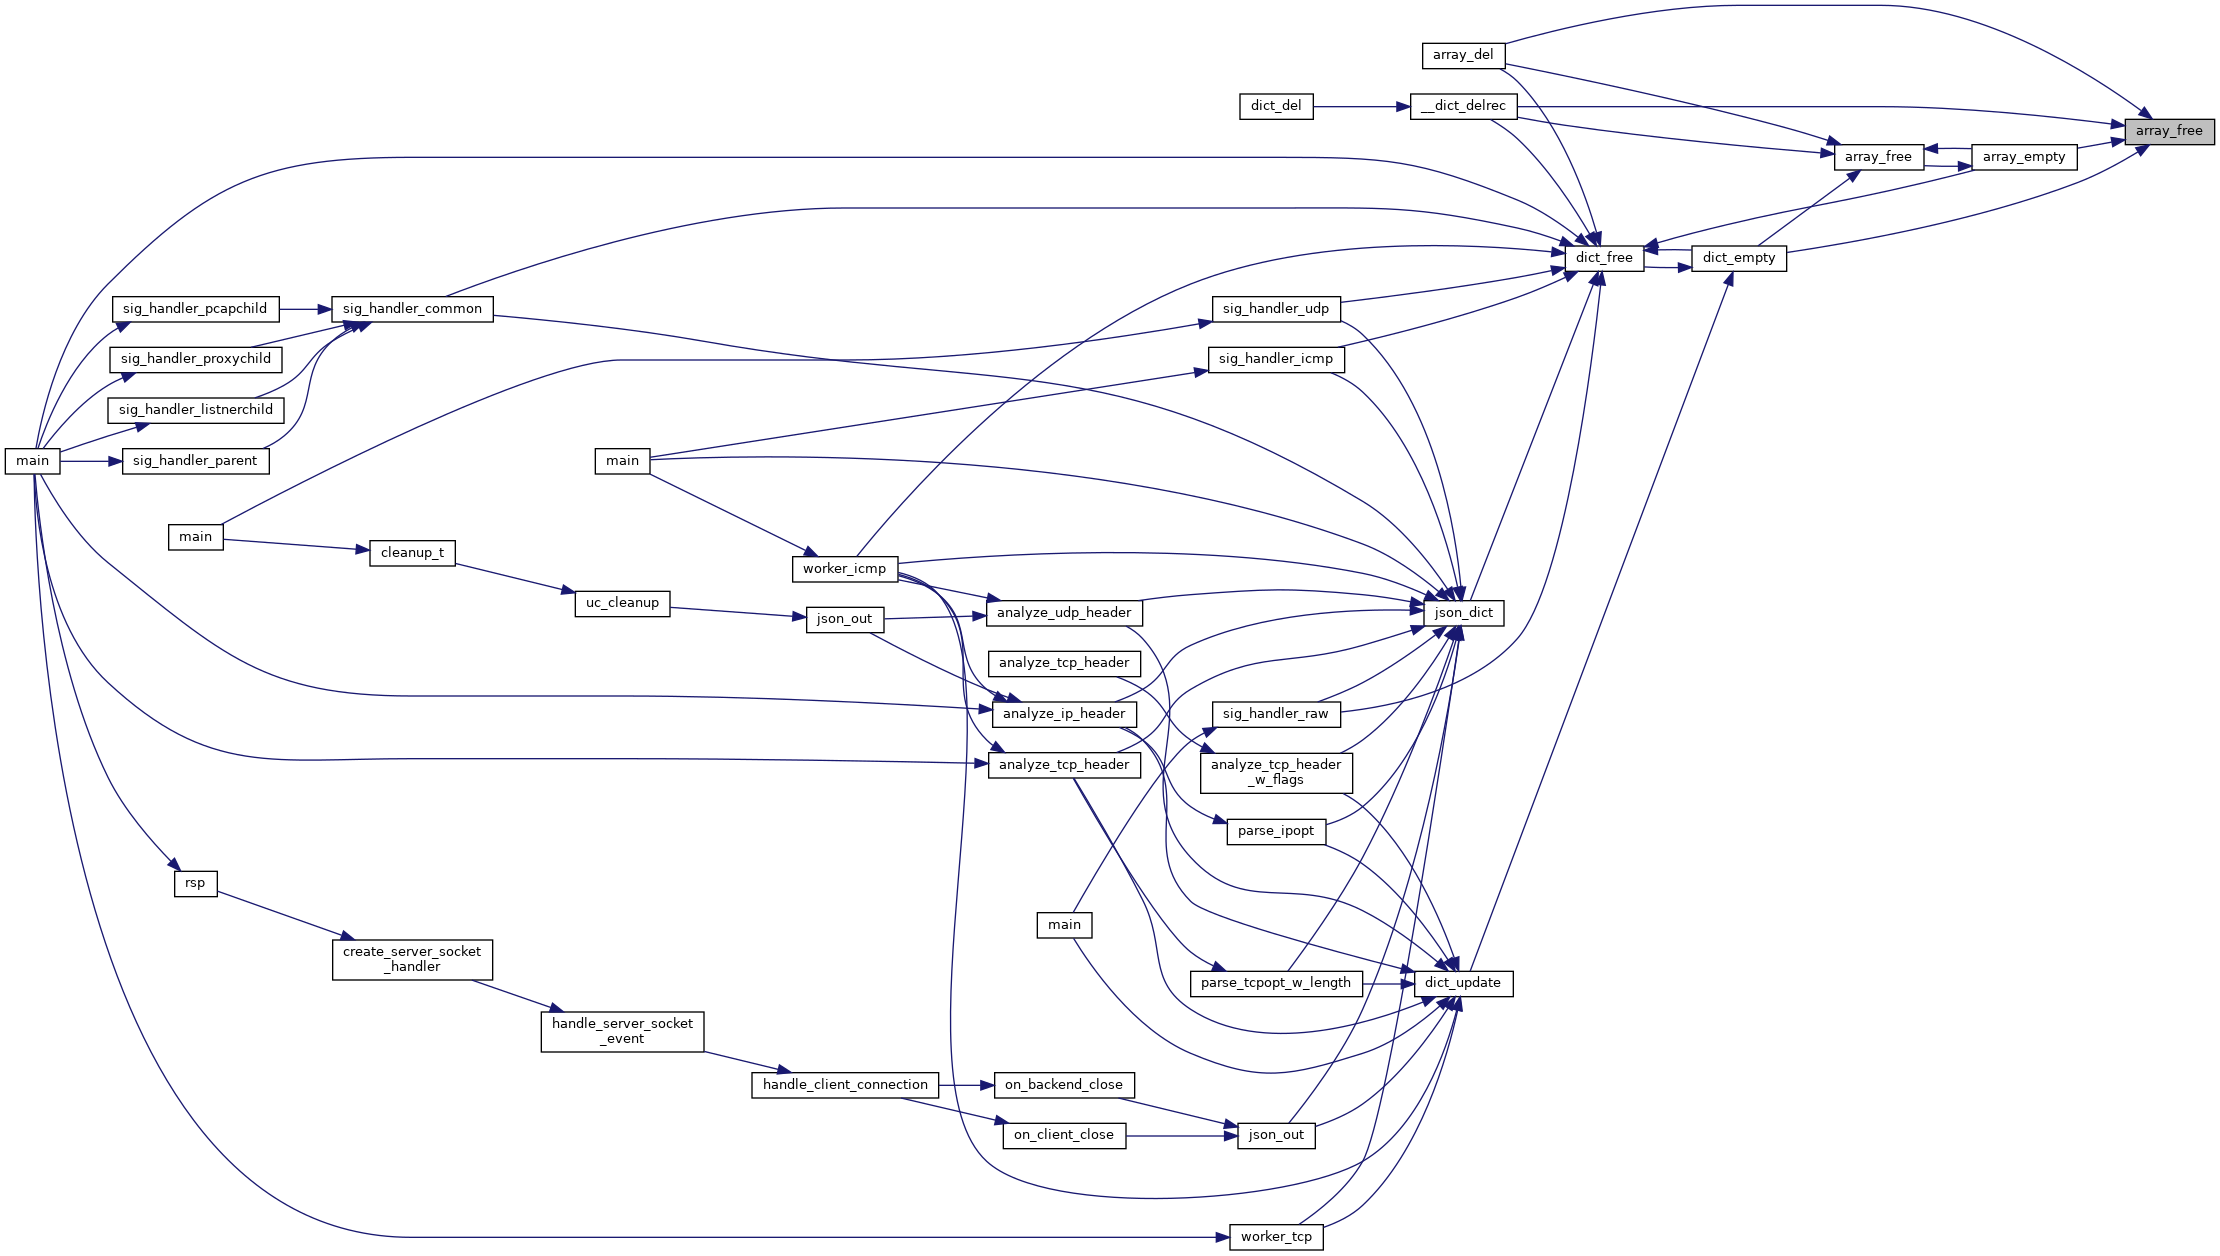 array_del
dict_del
__dict_delrec
array_free
array_free
array_empty
dict_free
dict_empty
sig_handler_pcapchild
sig_handler_common
sig_handler_udp
sig_handler_proxychild
sig_handler_icmp
sig_handler_listnerchild
main
sig_handler_parent
main
main
cleanup_t
worker_icmp
uc_cleanup
json_out
analyze_udp_header
json_dict
analyze_tcp_header
analyze_ip_header
sig_handler_raw
analyze_tcp_header
analyze_tcp_header
_w_flags
parse_ipopt
rsp
main
create_server_socket
_handler
parse_tcpopt_w_length
dict_update
handle_server_socket
_event
handle_client_connection
on_backend_close
on_client_close
json_out
worker_tcp